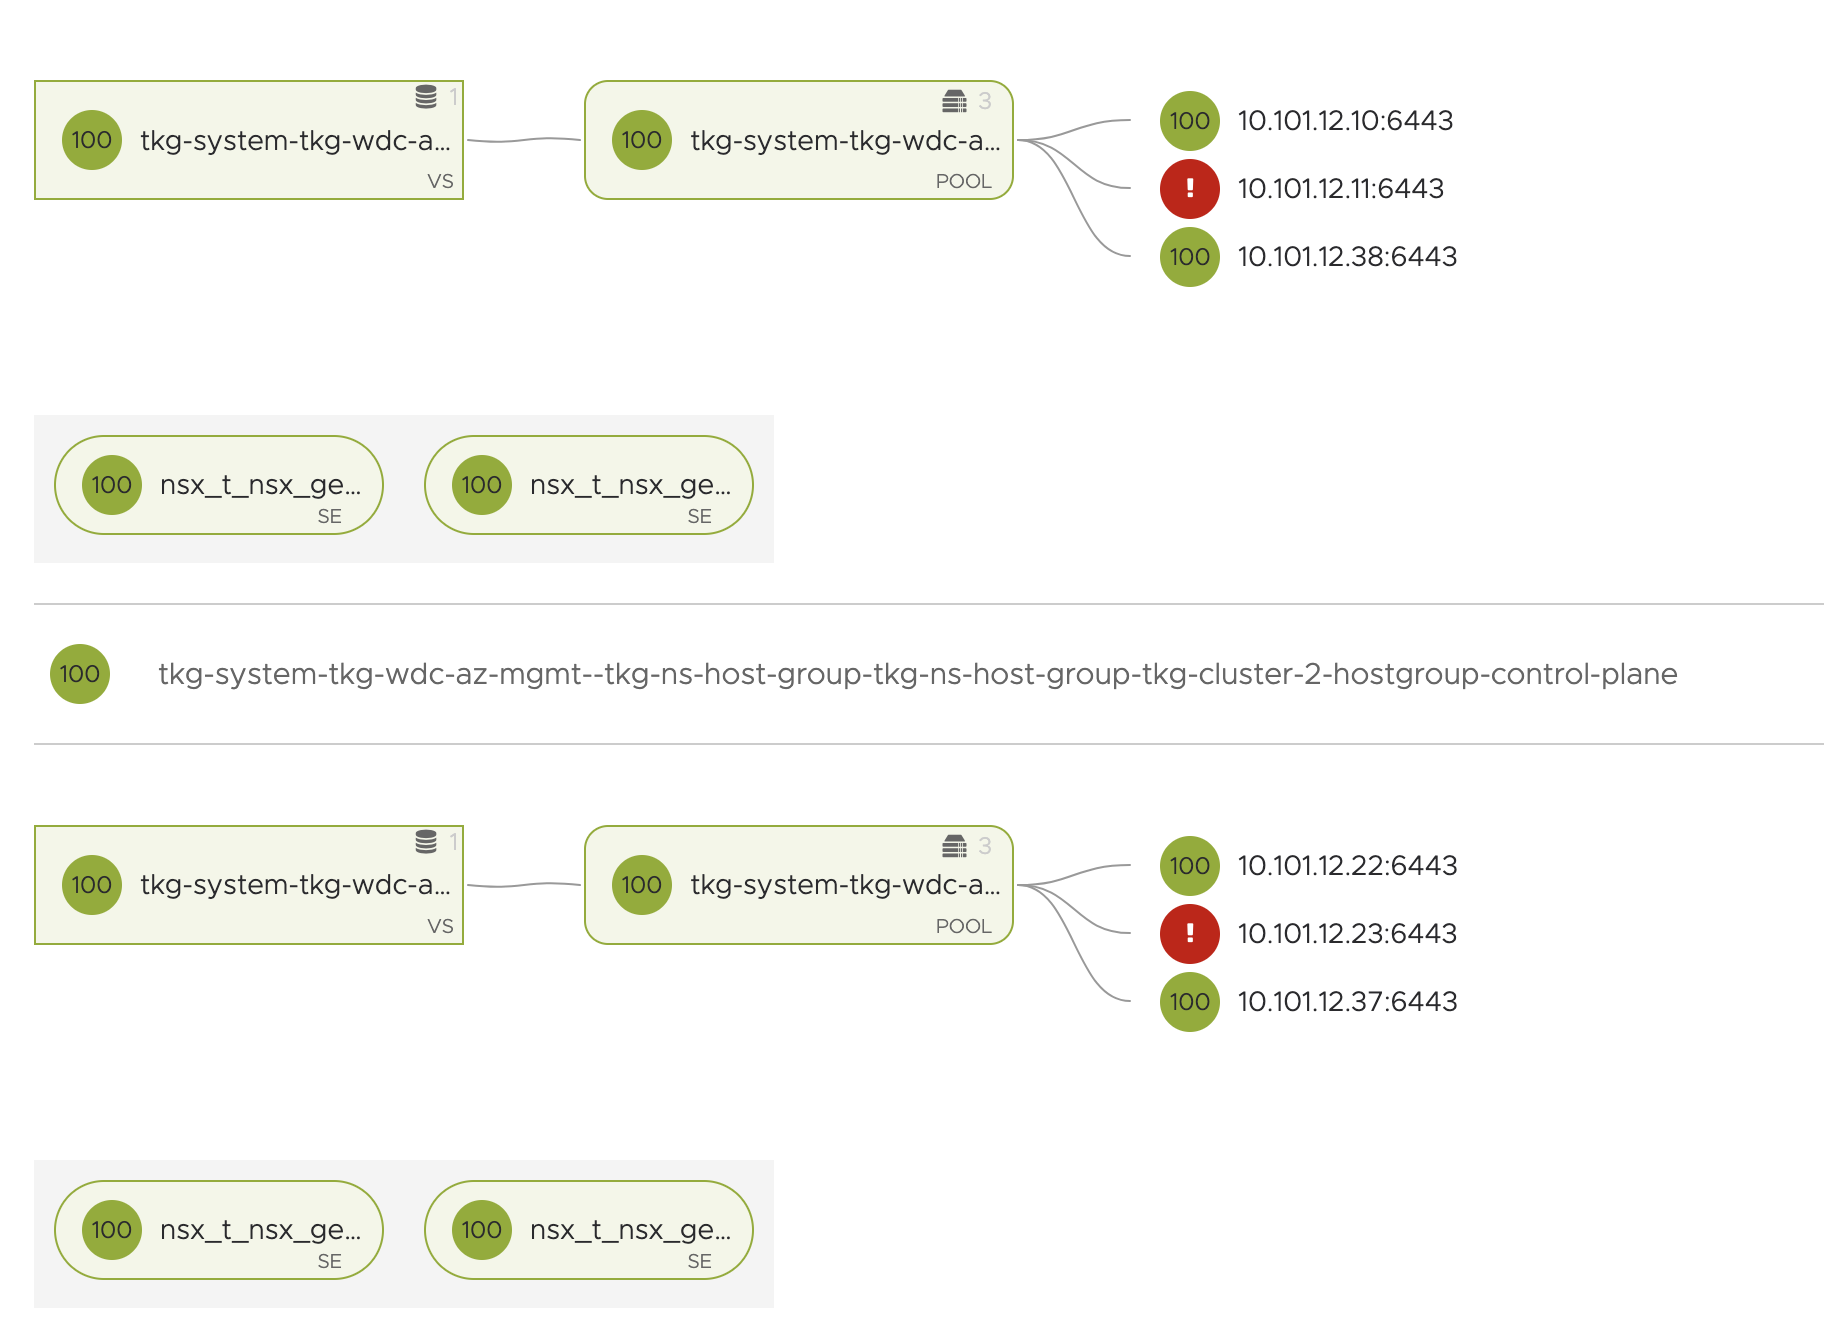 1
100 tkg-system-tkg-wdc-a...
VS
3
100 tkg-system-tkg-wdc-a...
POOL
100 10.101.12.10:6443
! 10.101.12.11:6443
100 10.101.12.38:6443
100 nsx_t_nsx_ge...
SE
100 nsx_t_nsx_ge...
SE
100 tkg-system-tkg-wdc-az-mgmt--tkg-ns-host-group-tkg-ns-host-group-tkg-cluster-2-hostgroup-control-plane
1
100 tkg-system-tkg-wdc-a...
VS
3
100 tkg-system-tkg-wdc-a...
POOL
100 10.101.12.22:6443
! 10.101.12.23:6443
100 10.101.12.37:6443
100 nsx_t_nsx_ge...
SE
100 nsx_t_nsx_ge...
SE